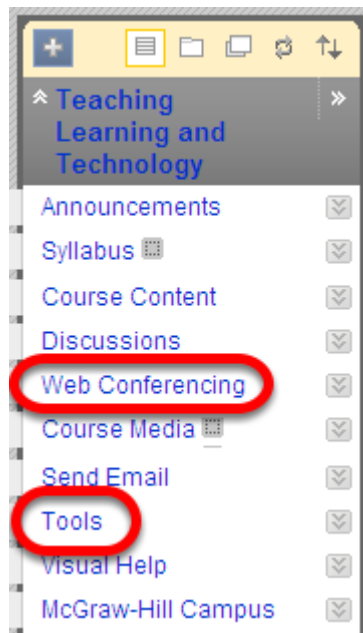 Teaching
Learning and
Technology
Announcements
Syllabus
Course Content
Discussions
Web Conferencing
Course Media
Send Email
Tools
Visual Help
McGraw-Hill Campus